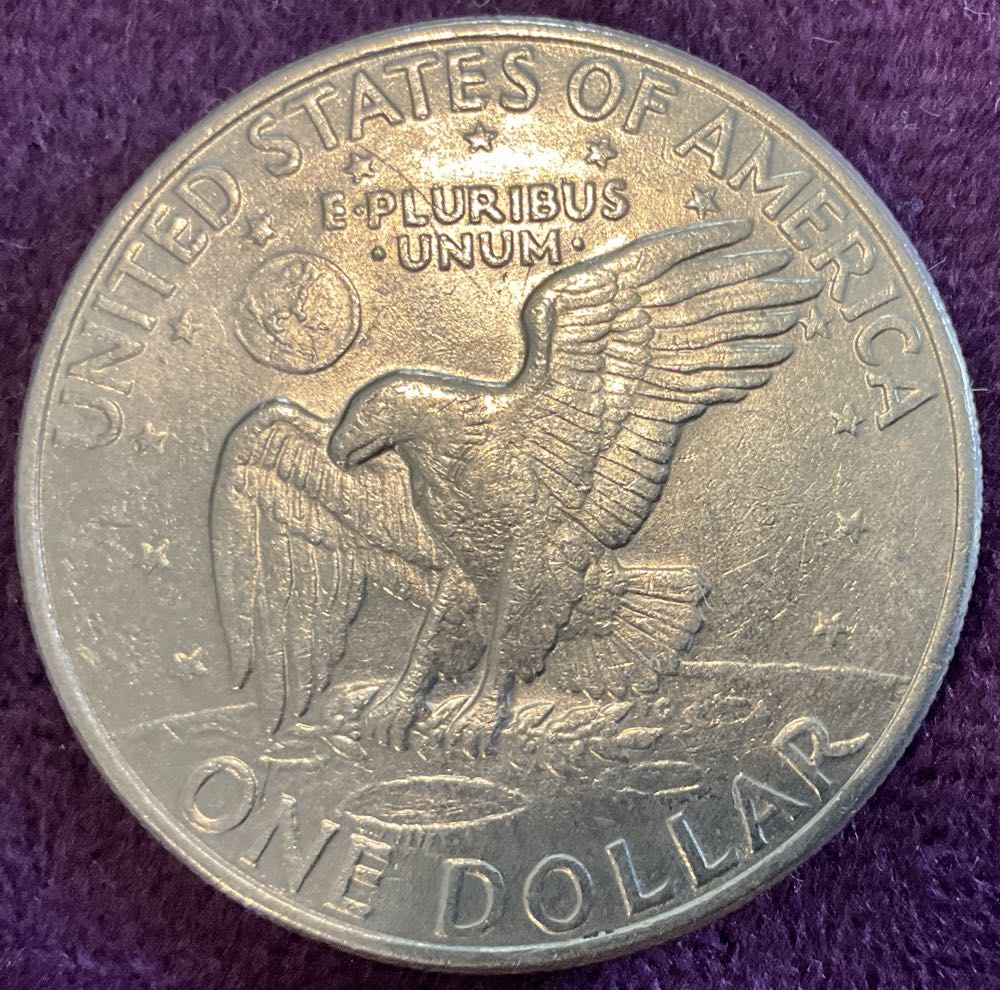 UNITED STATES OF AMERICA
E·PLURIBUS
·UNUM·
ONE DOLLAR